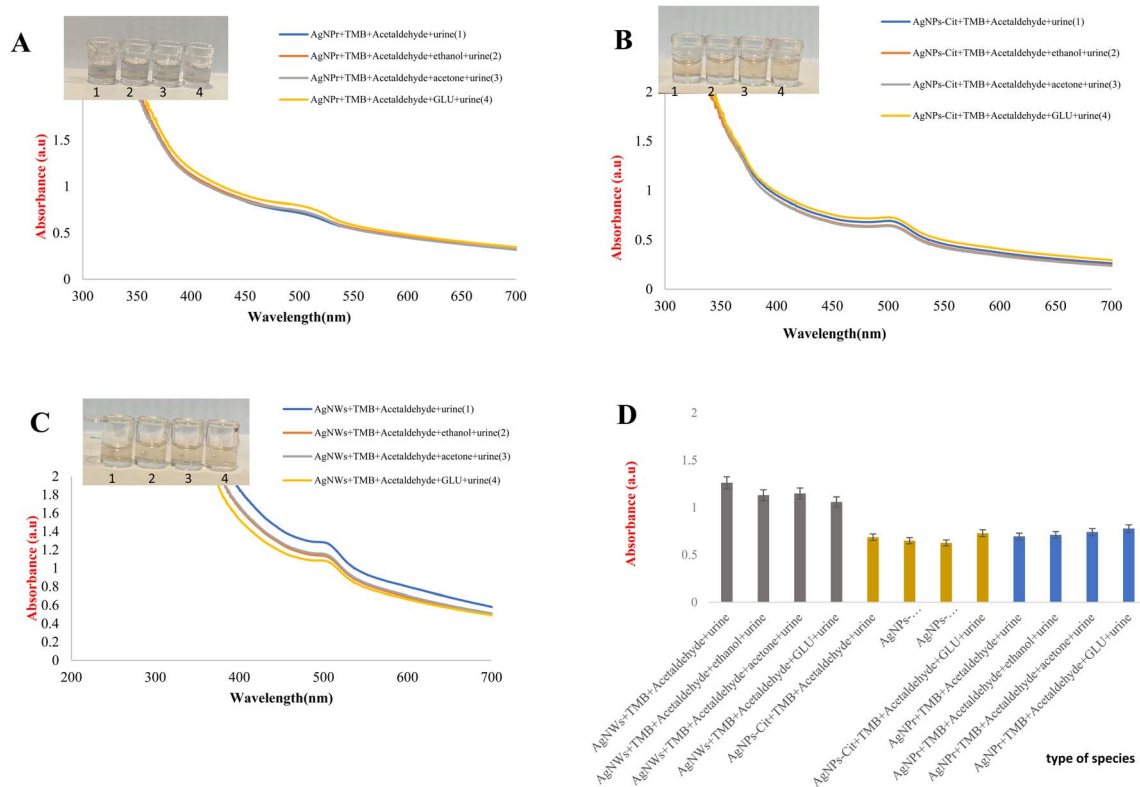 A
AgNPr+TMB+Acetaldehyde+urine(1)
AgNPr+TMB+Acetaldehyde+ethanol+urine(2)
AgNPr+TMB+Acetaldehyde+acetone+urine(3)
AgNPr+TMB+Acetaldehyde+GLU+urine(4)
1 2 3 4
Absorbance (a.u)
1.5
1
0.5
0
300 350 400 450 500 550 600 650 700
Wavelength(nm)
B
AgNPs-Cit+TMB+Acetaldehyde+urine(1)
AgNPs-Cit+TMB+Acetaldehyde+ethanol+urine(2)
AgNPs-Cit+TMB+Acetaldehyde+acetone+urine(3)
AgNPs-Cit+TMB+Acetaldehyde+GLU+urine(4)
1 2 3 4
Absorbance (a.u)
2
1.5
1
0.5
0
300 350 400 450 500 550 600 650 700
Wavelength(nm)
C
AgNWs+TMB+Acetaldehyde+urine(1)
AgNWs+TMB+Acetaldehyde+ethanol+urine(2)
AgNWs+TMB+Acetaldehyde+acetone+urine(3)
AgNWs+TMB+Acetaldehyde+GLU+urine(4)
1 2 3 4
Absorbance (a.u)
2
1.8
1.6
1.4
1.2
1
0.8
0.6
0.4
0.2
0
200 300 400 500 600 700
Wavelength(nm)
D
Absorbance (a.u)
2
1.5
1
0.5
0
AgNWs+TMB+Acetaldehyde+urine
AgNWs+TMB+Acetaldehyde+ethanol+urine
AgNWs+TMB+Acetaldehyde+acetone+urine
AgNWs+TMB+Acetaldehyde+GLU+urine
AgNPs-Cit+TMB+Acetaldehyde+urine
AgNPs-...
AgNPs-...
AgNPs-Cit+TMB+Acetaldehyde+GLU+urine
AgNPr+TMB+Acetaldehyde+urine
AgNPr+TMB+Acetaldehyde+ethanol+urine
AgNPr+TMB+Acetaldehyde+acetone+urine
AgNPr+TMB+Acetaldehyde+GLU+urine
type of species